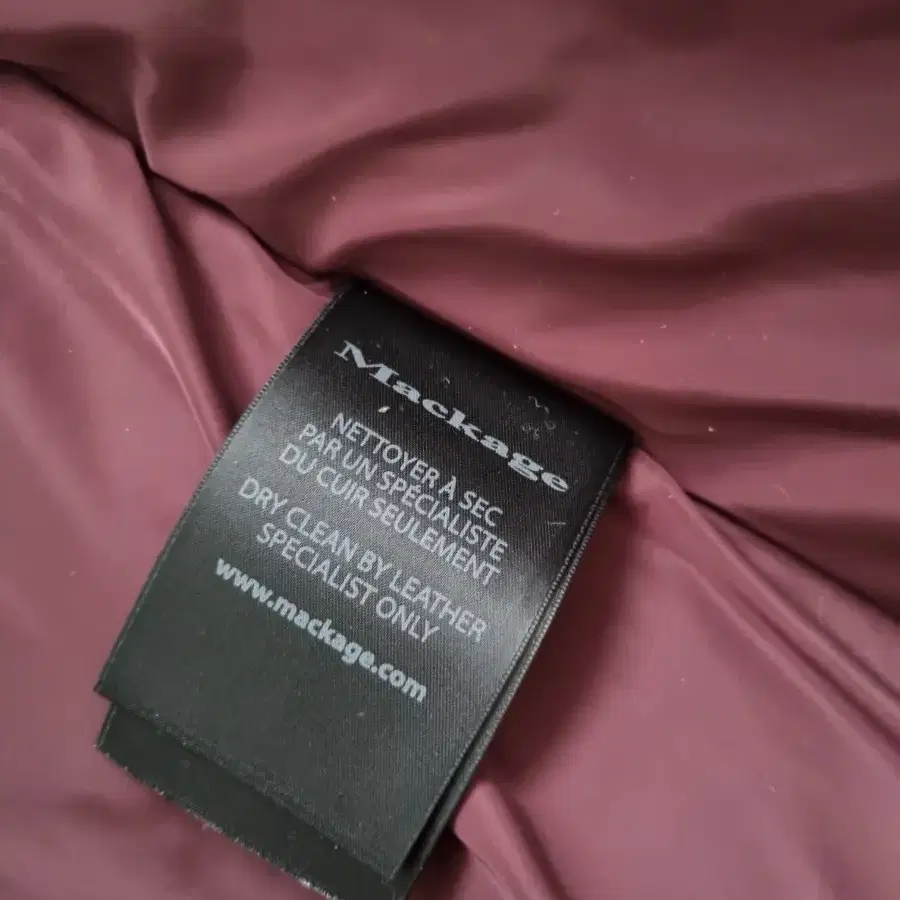 Mackage
NETTOYER À SEC
PAR UN SPÉCIALISTE
DU CUIR SEULEMENT
DRY CLEAN BY LEATHER
SPECIALIST ONLY
www.mackage.com